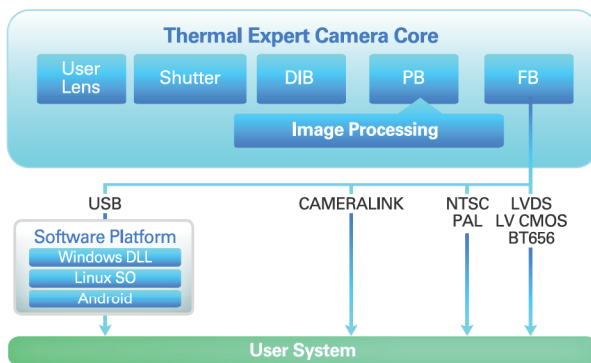 Thermal Expert Camera Core
User
Lens
Shutter
DIB
PB
FB
Image Processing
USB
CAMERALINK
NTSC
PAL
LVDS
LV CMOS
BT656
Software Platform
Windows DLL
Linux SO
Android
User System